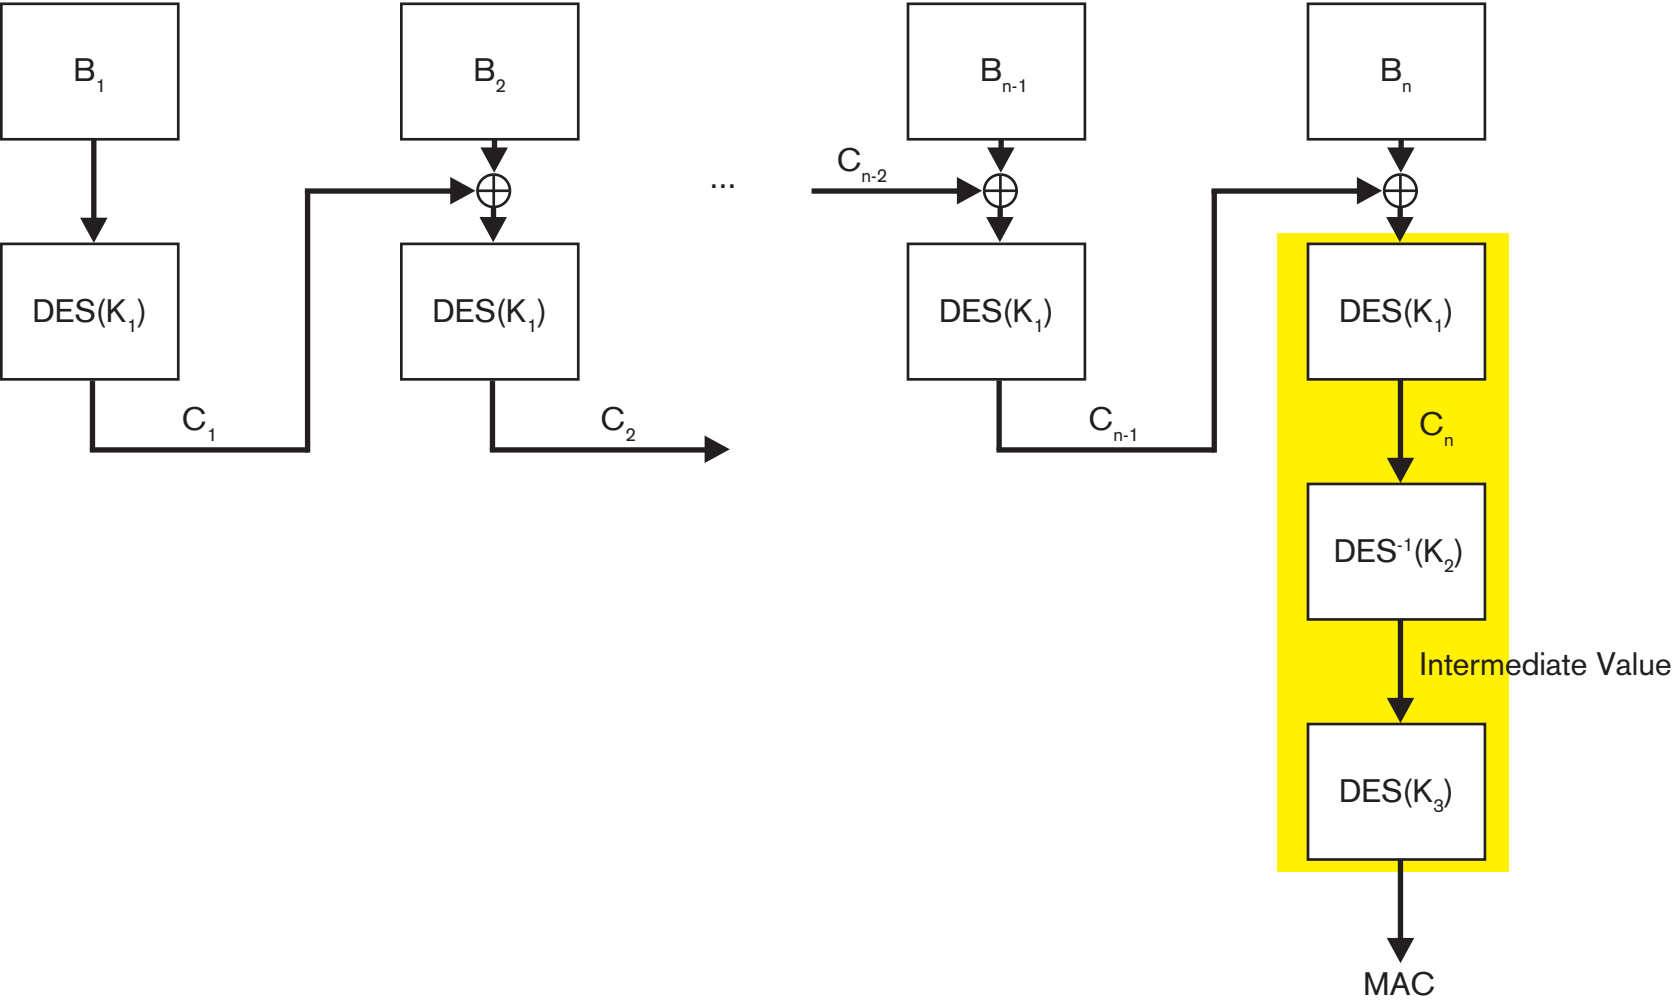 B₁ B₂ Bₙ₋₁ Bₙ
... Cₙ₋₂
DES(K₁) DES(K₁) DES(K₁) DES(K₁)
C₁ C₂ Cₙ₋₁ Cₙ
DES⁻¹(K₂)
Intermediate Value
DES(K₃)
MAC